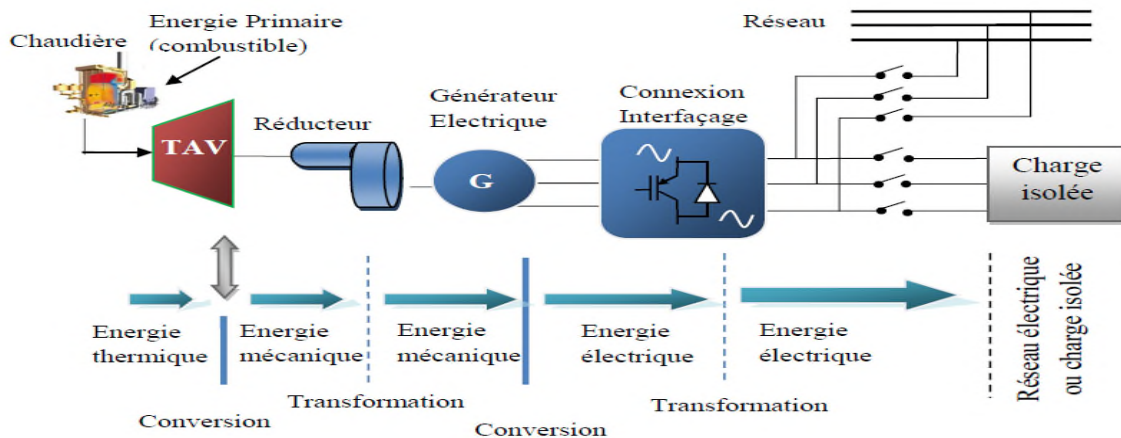 Energie Primaire
(combustible)
Chaudière
Réseau
Générateur
Electrique
Connexion
Interfaçage
Réducteur
TAV
G
Charge
isolée
Energie
thermique
Energie
mécanique
Energie
mécanique
Energie
électrique
Energie
électrique
Réseau électrique
ou charge isolée
Conversion
Transformation
Conversion
Transformation